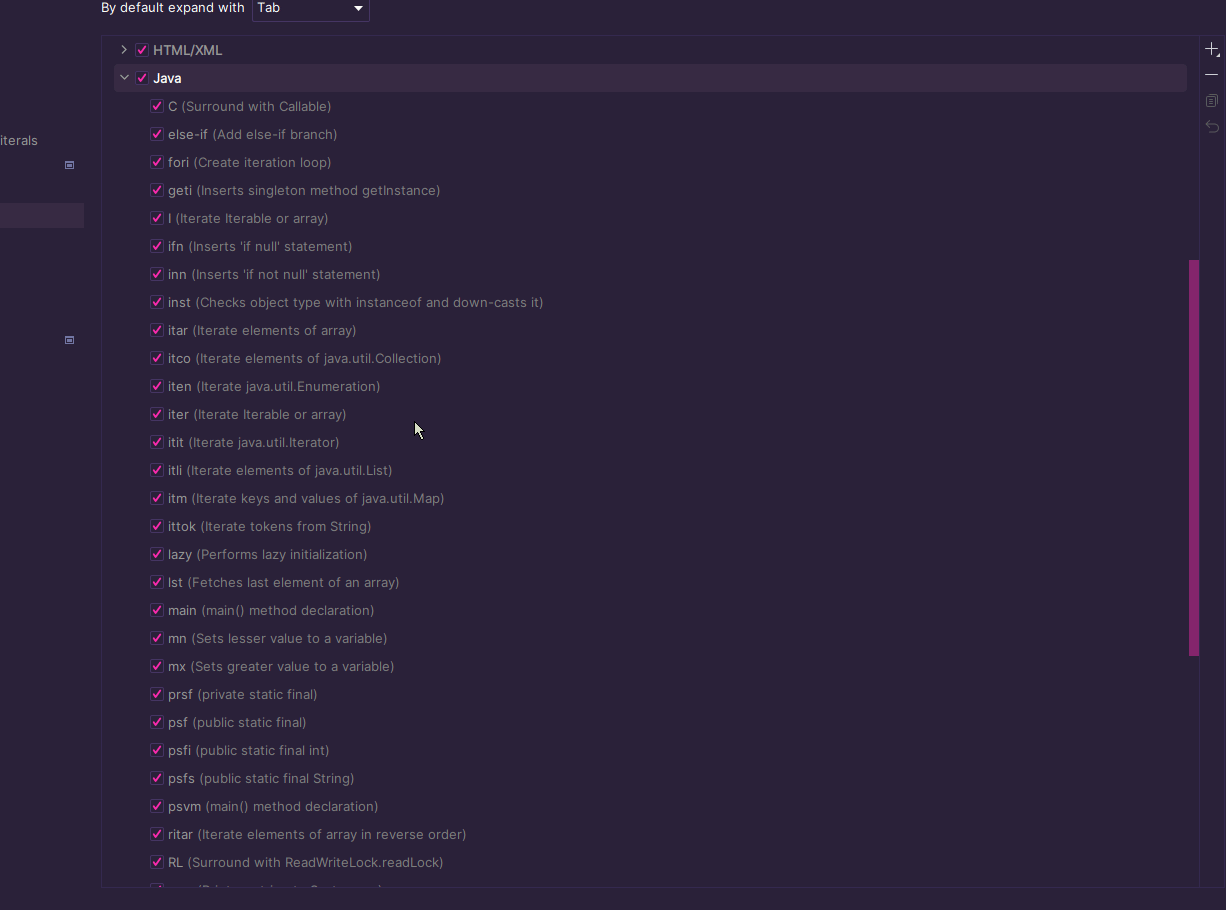 By default expand with Tab
HTML/XML
Java
C (Surround with Callable)
iterals
else-if (Add else-if branch)
fori (Create iteration loop)
geti (Inserts singleton method getInstance)
I (Iterate Iterable or array)
ifn (Inserts 'if null' statement)
inn (Inserts 'if not null' statement)
inst (Checks object type with instanceof and down-casts it)
itar (Iterate elements of array)
itco (Iterate elements of java.util.Collection)
iten (Iterate java.util.Enumeration)
iter (Iterate Iterable or array)
itit (Iterate java.util.Iterator)
itli (Iterate elements of java.util.List)
itm (Iterate keys and values of java.util.Map)
ittok (Iterate tokens from String)
lazy (Performs lazy initialization)
lst (Fetches last element of an array)
main (main() method declaration)
mn (Sets lesser value to a variable)
mx (Sets greater value to a variable)
prsf (private static final)
psf (public static final)
psfi (public static final int)
psfs (public static final String)
psvm (main() method declaration)
ritar (Iterate elements of array in reverse order)
RL (Surround with ReadWriteLock.readLock)